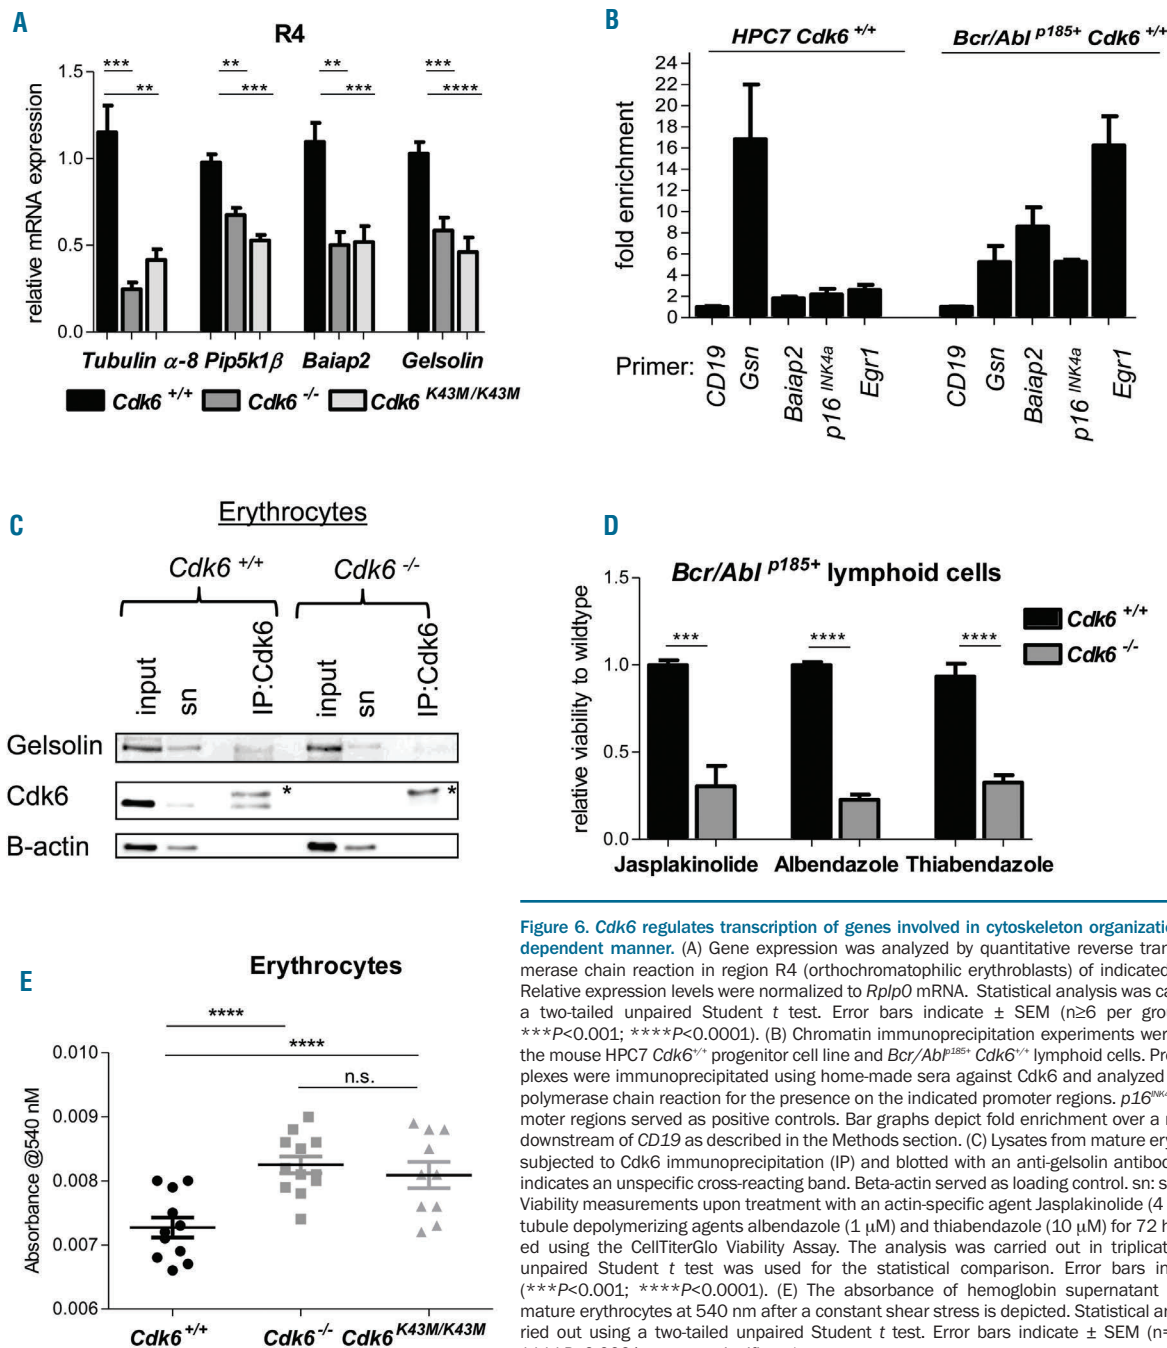 A
R4
*** ** ** ***
** *** *** ****
relative mRNA expression
1.5
1.0
0.5
0.0
Tubulin α-8 Pip5k1β Baiap2 Gelsolin
Cdk6 +/+ Cdk6 -/- Cdk6 K43M/K43M
B
HPC7 Cdk6 +/+ Bcr/Abl p185+ Cdk6 +/+
fold enrichment
24
22
20
18
16
14
12
10
8
6
4
2
0
Primer: CD19 Gsn Baiap2 p16 INK4a Egr1 CD19 Gsn Baiap2 p16 INK4a Egr1
C
Erythrocytes
Cdk6 +/+ Cdk6 -/-
input sn IP:Cdk6 input sn IP:Cdk6
Gelsolin
Cdk6 * *
B-actin
D
Bcr/Abl p185+ lymphoid cells
relative viability to wildtype
1.5
1.0
0.5
0.0
*** **** ****
Cdk6 +/+
Cdk6 -/-
Jasplakinolide Albendazole Thiabendazole
E
Erythrocytes
****
****
n.s.
Absorbance @540 nM
0.010
0.009
0.008
0.007
0.006
Cdk6+/+ Cdk6-/- Cdk6K43M/K43M
Figure 6. Cdk6 regulates transcription of genes involved in cytoskeleton organizati
dependent manner. (A) Gene expression was analyzed by quantitative reverse tran
merase chain reaction in region R4 (orthochromatophilic erythroblasts) of indicated
Relative expression levels were normalized to Rplp0 mRNA. Statistical analysis was ca
a two-tailed unpaired Student t test. Error bars indicate ± SEM (n≥6 per gro
***P<0.001; ****P<0.0001). (B) Chromatin immunoprecipitation experiments wer
the mouse HPC7 Cdk6+/+ progenitor cell line and Bcr/Ablp185+ Cdk6+/+ lymphoid cells. Pro
plexes were immunoprecipitated using home-made sera against Cdk6 and analyzed
polymerase chain reaction for the presence on the indicated promoter regions. p16INK4
moter regions served as positive controls. Bar graphs depict fold enrichment over a
downstream of CD19 as described in the Methods section. (C) Lysates from mature ery
subjected to Cdk6 immunoprecipitation (IP) and blotted with an anti-gelsolin antibod
indicates an unspecific cross-reacting band. Beta-actin served as loading control. sn: s
Viability measurements upon treatment with an actin-specific agent Jasplakinolide (4
tubule depolymerizing agents albendazole (1 μM) and thiabendazole (10 μM) for 72 h
ed using the CellTiterGlo Viability Assay. The analysis was carried out in triplicat
unpaired Student t test was used for the statistical comparison. Error bars in
(***P<0.001; ****P<0.0001). (E) The absorbance of hemoglobin supernatant
mature erythrocytes at 540 nm after a constant shear stress is depicted. Statistical an
ried out using a two-tailed unpaired Student t test. Error bars indicate ± SEM (n=